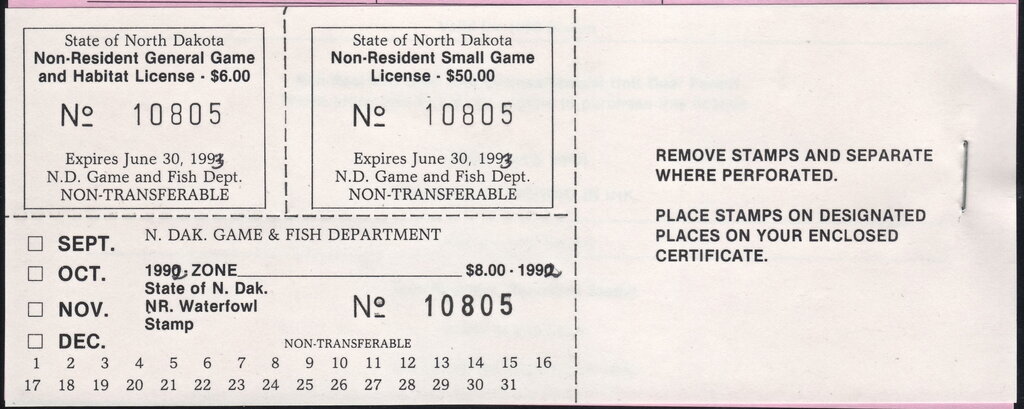 State of North Dakota
Non-Resident General Game
and Habitat License - $6.00
Nº 10805
Expires June 30, 1993
N.D. Game and Fish Dept.
NON-TRANSFERABLE
State of North Dakota
Non-Resident Small Game
License - $50.00
Nº 10805
Expires June 30, 1993
N.D. Game and Fish Dept.
NON-TRANSFERABLE
☐ SEPT.
☐ OCT.
☐ NOV.
☐ DEC.
N. DAK. GAME & FISH DEPARTMENT
1992 ZONE__________ $8.00 - 1992
State of N. Dak.
NR. Waterfowl
Stamp
Nº 10805
NON-TRANSFERABLE
1 2 3 4 5 6 7 8 9 10 11 12 13 14 15 16
17 18 19 20 21 22 23 24 25 26 27 28 29 30 31
REMOVE STAMPS AND SEPARATE
WHERE PERFORATED.
PLACE STAMPS ON DESIGNATED
PLACES ON YOUR ENCLOSED
CERTIFICATE.